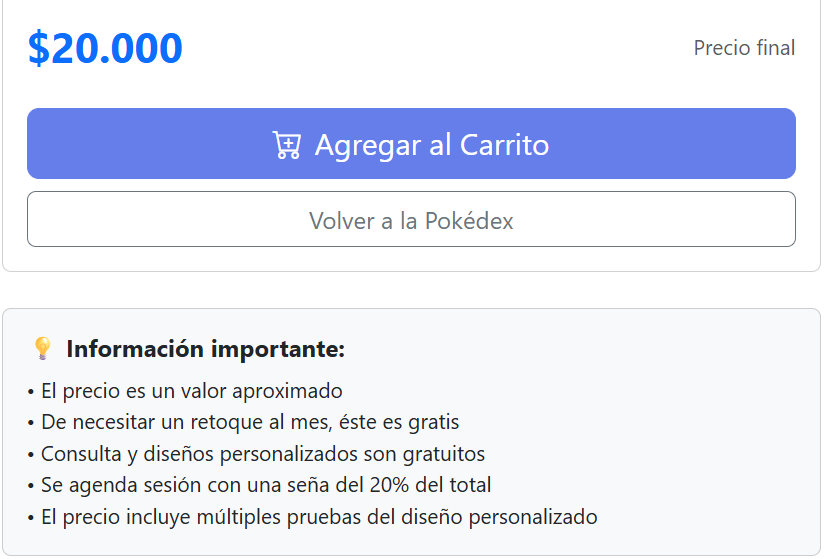 $20.000 Precio final
Agregar al Carrito
Volver a la Pokédex
Información importante:
• El precio es un valor aproximado
• De necesitar un retoque al mes, éste es gratis
• Consulta y diseños personalizados son gratuitos
• Se agenda sesión con una seña del 20% del total
• El precio incluye múltiples pruebas del diseño personalizado